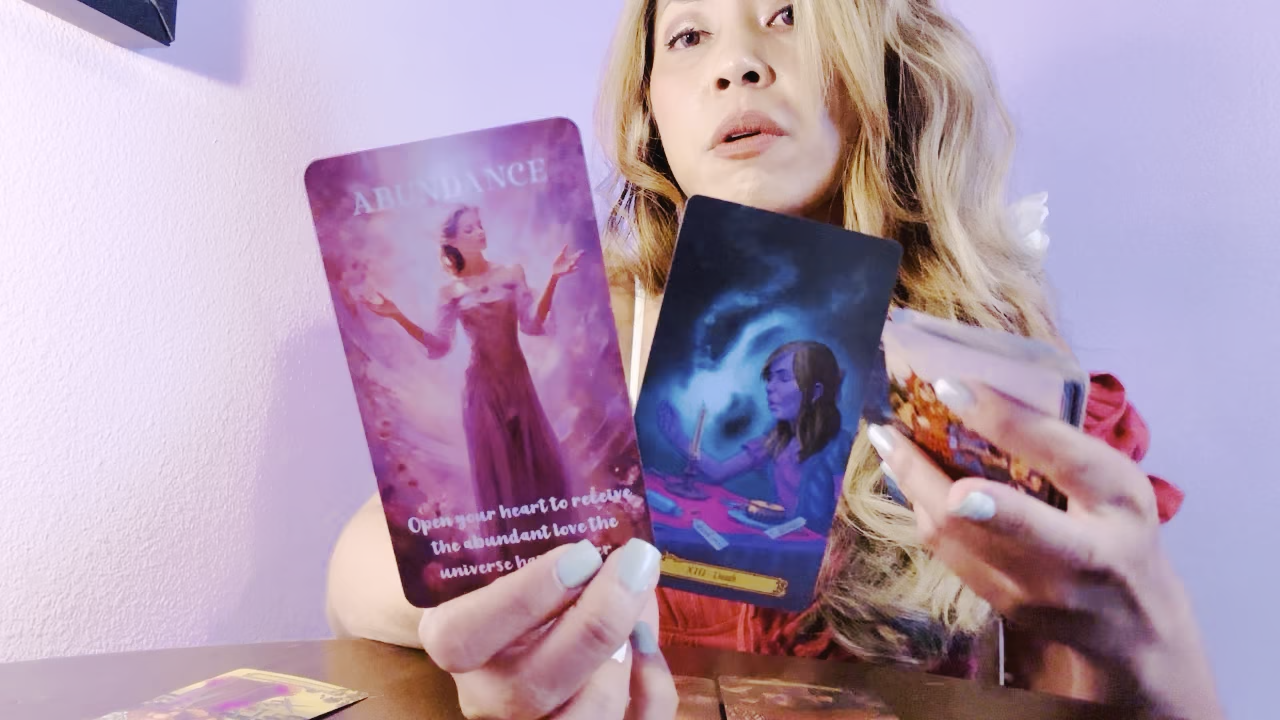 ABUNDANCE
Open your heart to receive
the abundant love the
universe
XIII Death